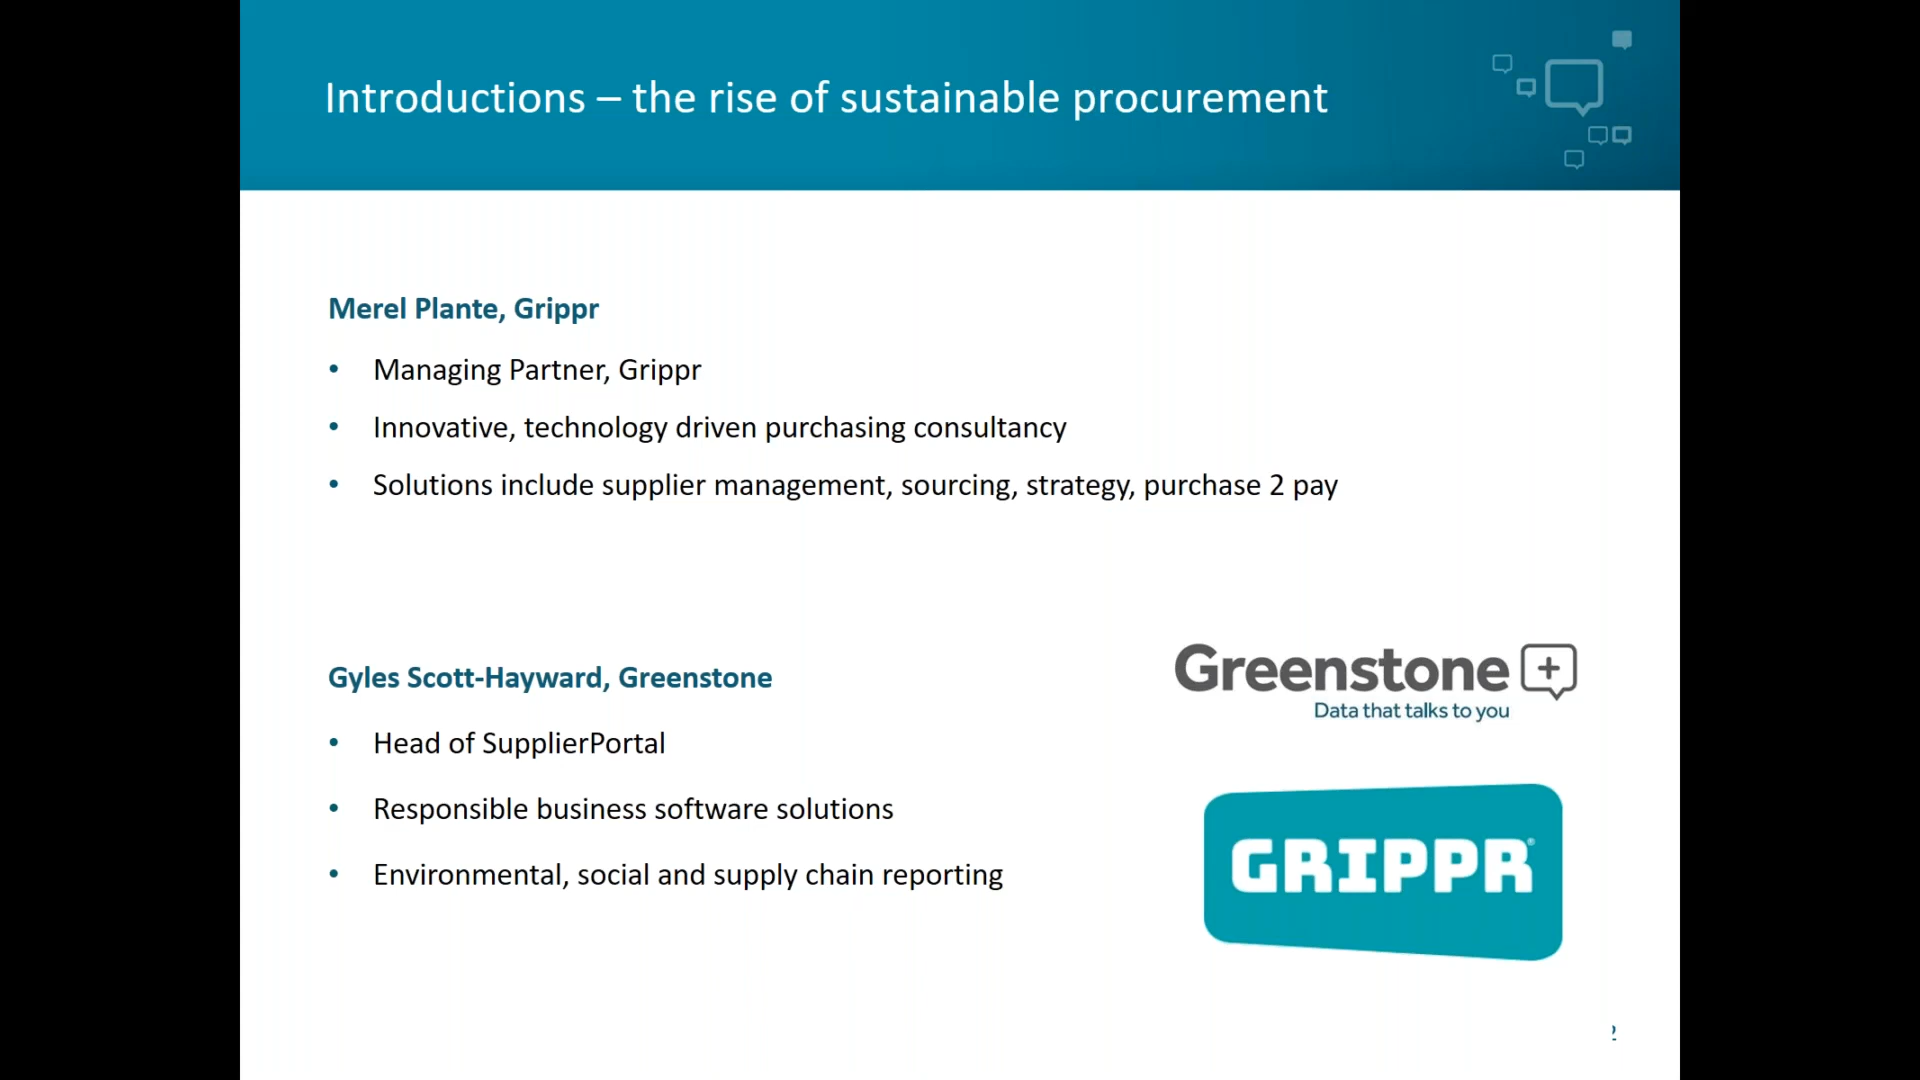 Introductions – the rise of sustainable procurement
Merel Plante, Grippr
• Managing Partner, Grippr
• Innovative, technology driven purchasing consultancy
• Solutions include supplier management, sourcing, strategy, purchase 2 pay
Gyles Scott-Hayward, Greenstone
• Head of SupplierPortal
• Responsible business software solutions
• Environmental, social and supply chain reporting
Greenstone +
Data that talks to you
GRIPPR®
2